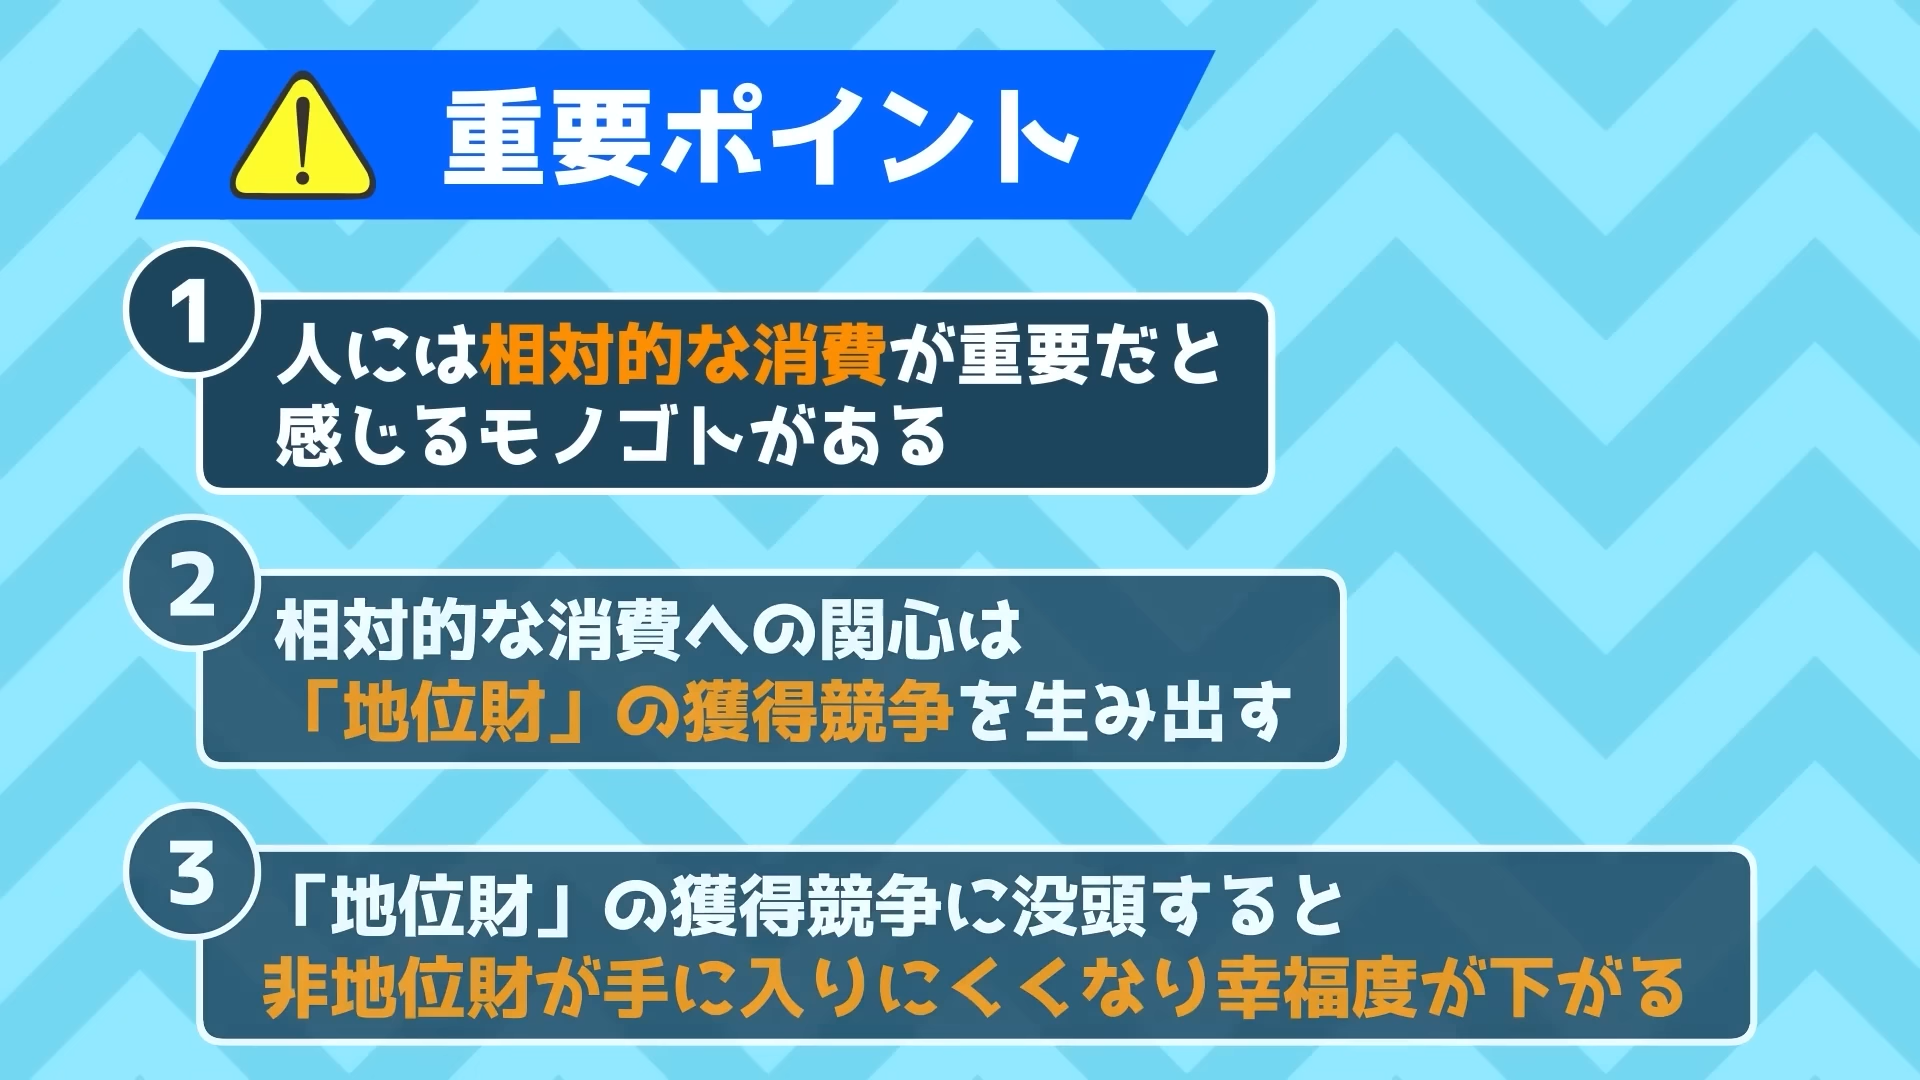 重要ポイント
1
人には相対的な消費が重要だと
感じるモノゴトがある
2
相対的な消費への関心は
「地位財」の獲得競争を生み出す
3
「地位財」の獲得競争に没頭すると
非地位財が手に入りにくくなり幸福度が下がる